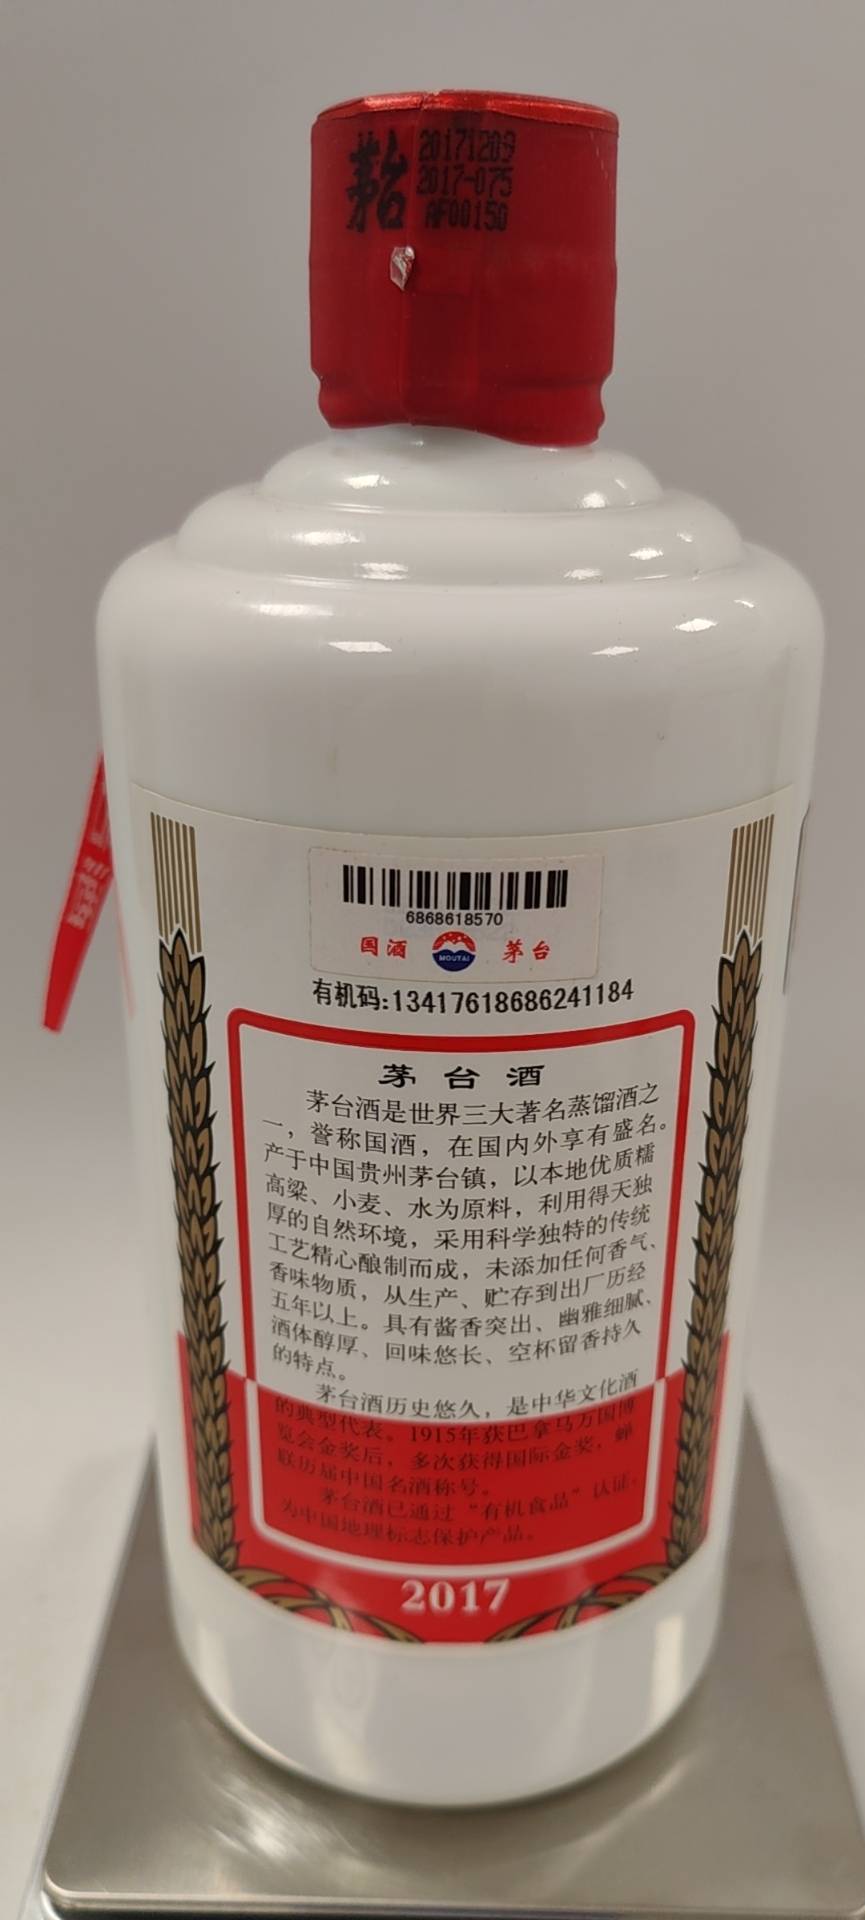 茅台
20171209
2017-075
AF00150
6868618570
国酒 MOUTAI 茅台
有机码:13417618686241184
茅台酒
茅台酒是世界三大著名蒸馏酒之
一，誉称国酒，在国内外享有盛名。
产于中国贵州茅台镇，以本地优质糯
高粱、小麦、水为原料，利用得天独
厚的自然环境，采用科学独特的传统
工艺精心酿制而成，未添加任何香气、
香味物质，从生产、贮存到出厂历经
五年以上。具有酱香突出、幽雅细腻、
酒体醇厚、回味悠长、空杯留香持久
的特点。
茅台酒历史悠久，是中华文化酒
的典型代表。1915年获巴拿马万国博
览会金奖后，多次获得国际金奖，蝉
联历届中国名酒称号。
茅台酒已通过“有机食品”认证，
为中国地理标志保护产品。
2017